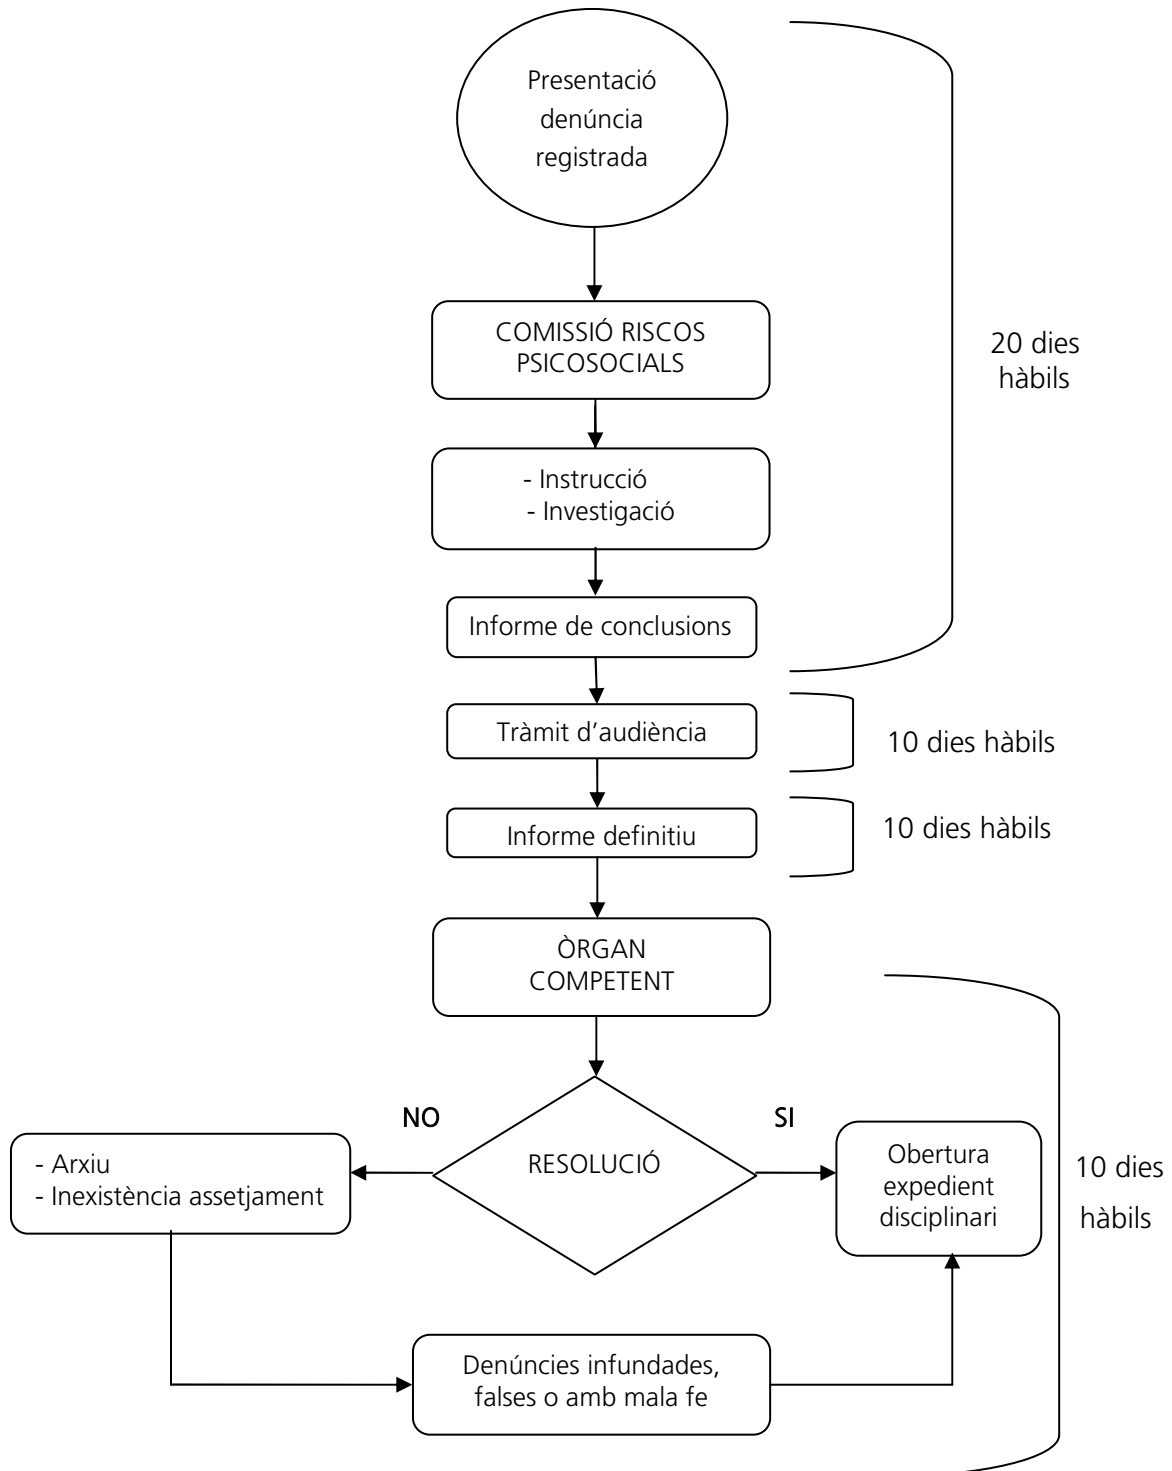 Presentació
denúncia
registrada
COMISSIÓ RISCOS
PSICOSOCIALS
20 dies
hàbils
- Instrucció
- Investigació
Informe de conclusions
Tràmit d'audiència
10 dies hàbils
Informe definitiu
10 dies hàbils
ÒRGAN
COMPETENT
NO
SI
RESOLUCIÓ
- Arxiu
- Inexistència assetjament
Obertura
expedient
disciplinari
10 dies
hàbils
Denúncies infundades,
falses o amb mala fe